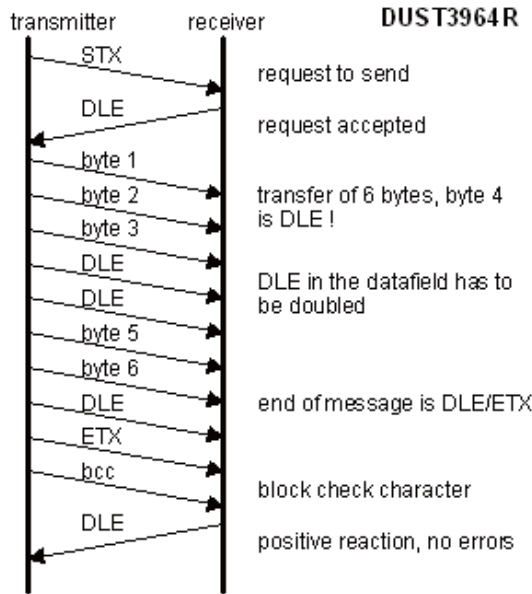 transmitter receiver DUST3964R
STX
request to send
DLE
request accepted
byte 1
byte 2
transfer of 6 bytes, byte 4
is DLE !
byte 3
DLE
DLE in the datafield has to
be doubled
DLE
byte 5
byte 6
DLE
end of message is DLE/ETX
ETX
bcc
block check character
DLE
positive reaction, no errors